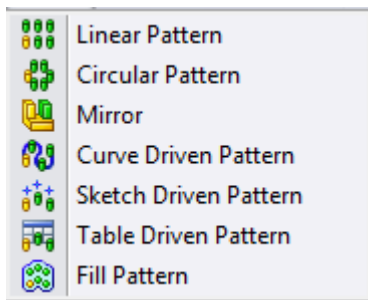 Linear Pattern
Circular Pattern
Mirror
Curve Driven Pattern
Sketch Driven Pattern
Table Driven Pattern
Fill Pattern